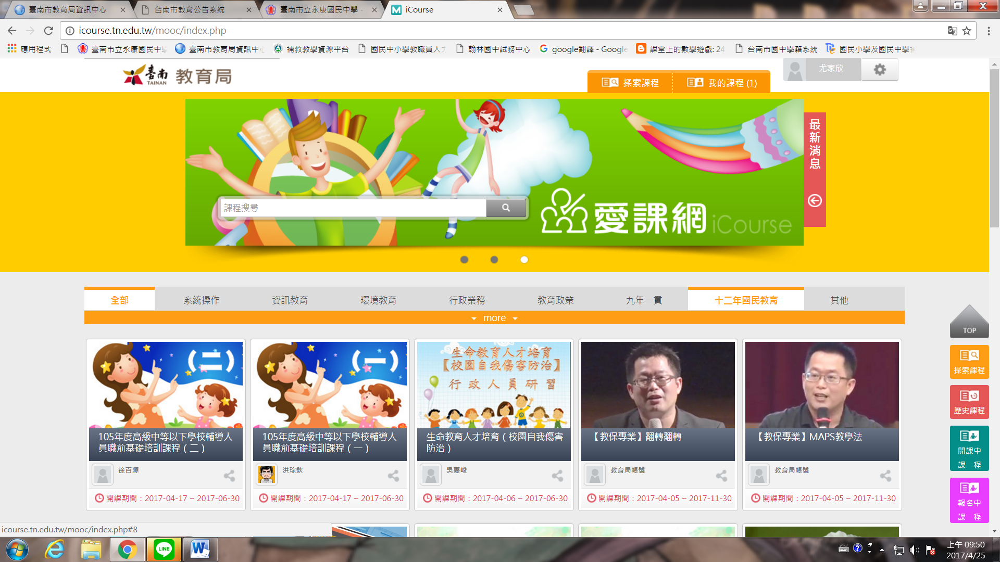 臺南市教育局資訊中心
台南市教育公告系統
臺南市立永康國民中學 -
iCourse
icourse.tn.edu.tw/mooc/index.php
應用程式
臺南市立永康國民中
臺南市教育局資訊中
補救教學資源平台
國民中小學教職員人
翰林國中試務中心
google翻譯 - Google
課堂上的數學遊戲: 24
台南市國中學籍系統
國民小學及國民中學
臺南
TAINAN
教育局
探索課程
我的課程 (1)
尤家欣
最新消息
課程搜尋
愛課網 iCourse
全部
系統操作
資訊教育
環境教育
行政業務
教育政策
九年一貫
十二年國民教育
其他
more
TOP
探索課程
歷史課程
開課中
課 程
報名中
課 程
(二)
105年度高級中等以下學校輔導人
員職前基礎培訓課程 ( 二 )
徐百源
開課期間：2017-04-17 ~ 2017-06-30
(一)
105年度高級中等以下學校輔導人
員職前基礎培訓課程 ( 一 )
洪琮欽
開課期間：2017-04-17 ~ 2017-06-30
生命教育人才培育
【校園自我傷害防治】
行政人員研習
生命教育人才培育 ( 校園自我傷害
防治 )
吳嘉峻
開課期間：2017-04-06 ~ 2017-06-30
【教保專業】翻轉翻轉
教育局帳號
開課期間：2017-04-05 ~ 2017-11-30
【教保專業】MAPS教學法
教育局帳號
開課期間：2017-04-05 ~ 2017-11-30
icourse.tn.edu.tw/mooc/index.php#8
LINE
上午 09:50
2017/4/25